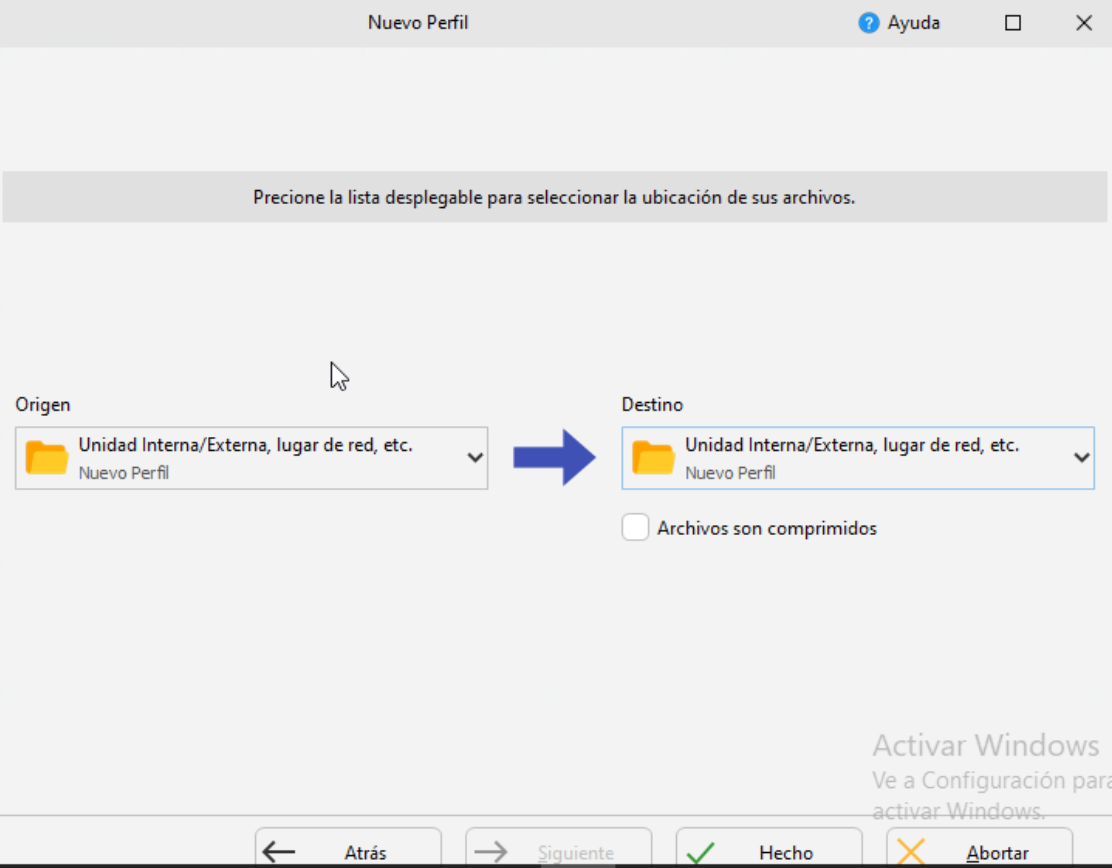 Nuevo Perfil
Ayuda
Precione la lista desplegable para seleccionar la ubicación de sus archivos.
Origen
Unidad Interna/Externa, lugar de red, etc.
Nuevo Perfil
Destino
Unidad Interna/Externa, lugar de red, etc.
Nuevo Perfil
Archivos son comprimidos
Activar Windows
Ve a Configuración para
activar Windows.
Atrás
Siguiente
Hecho
Abortar